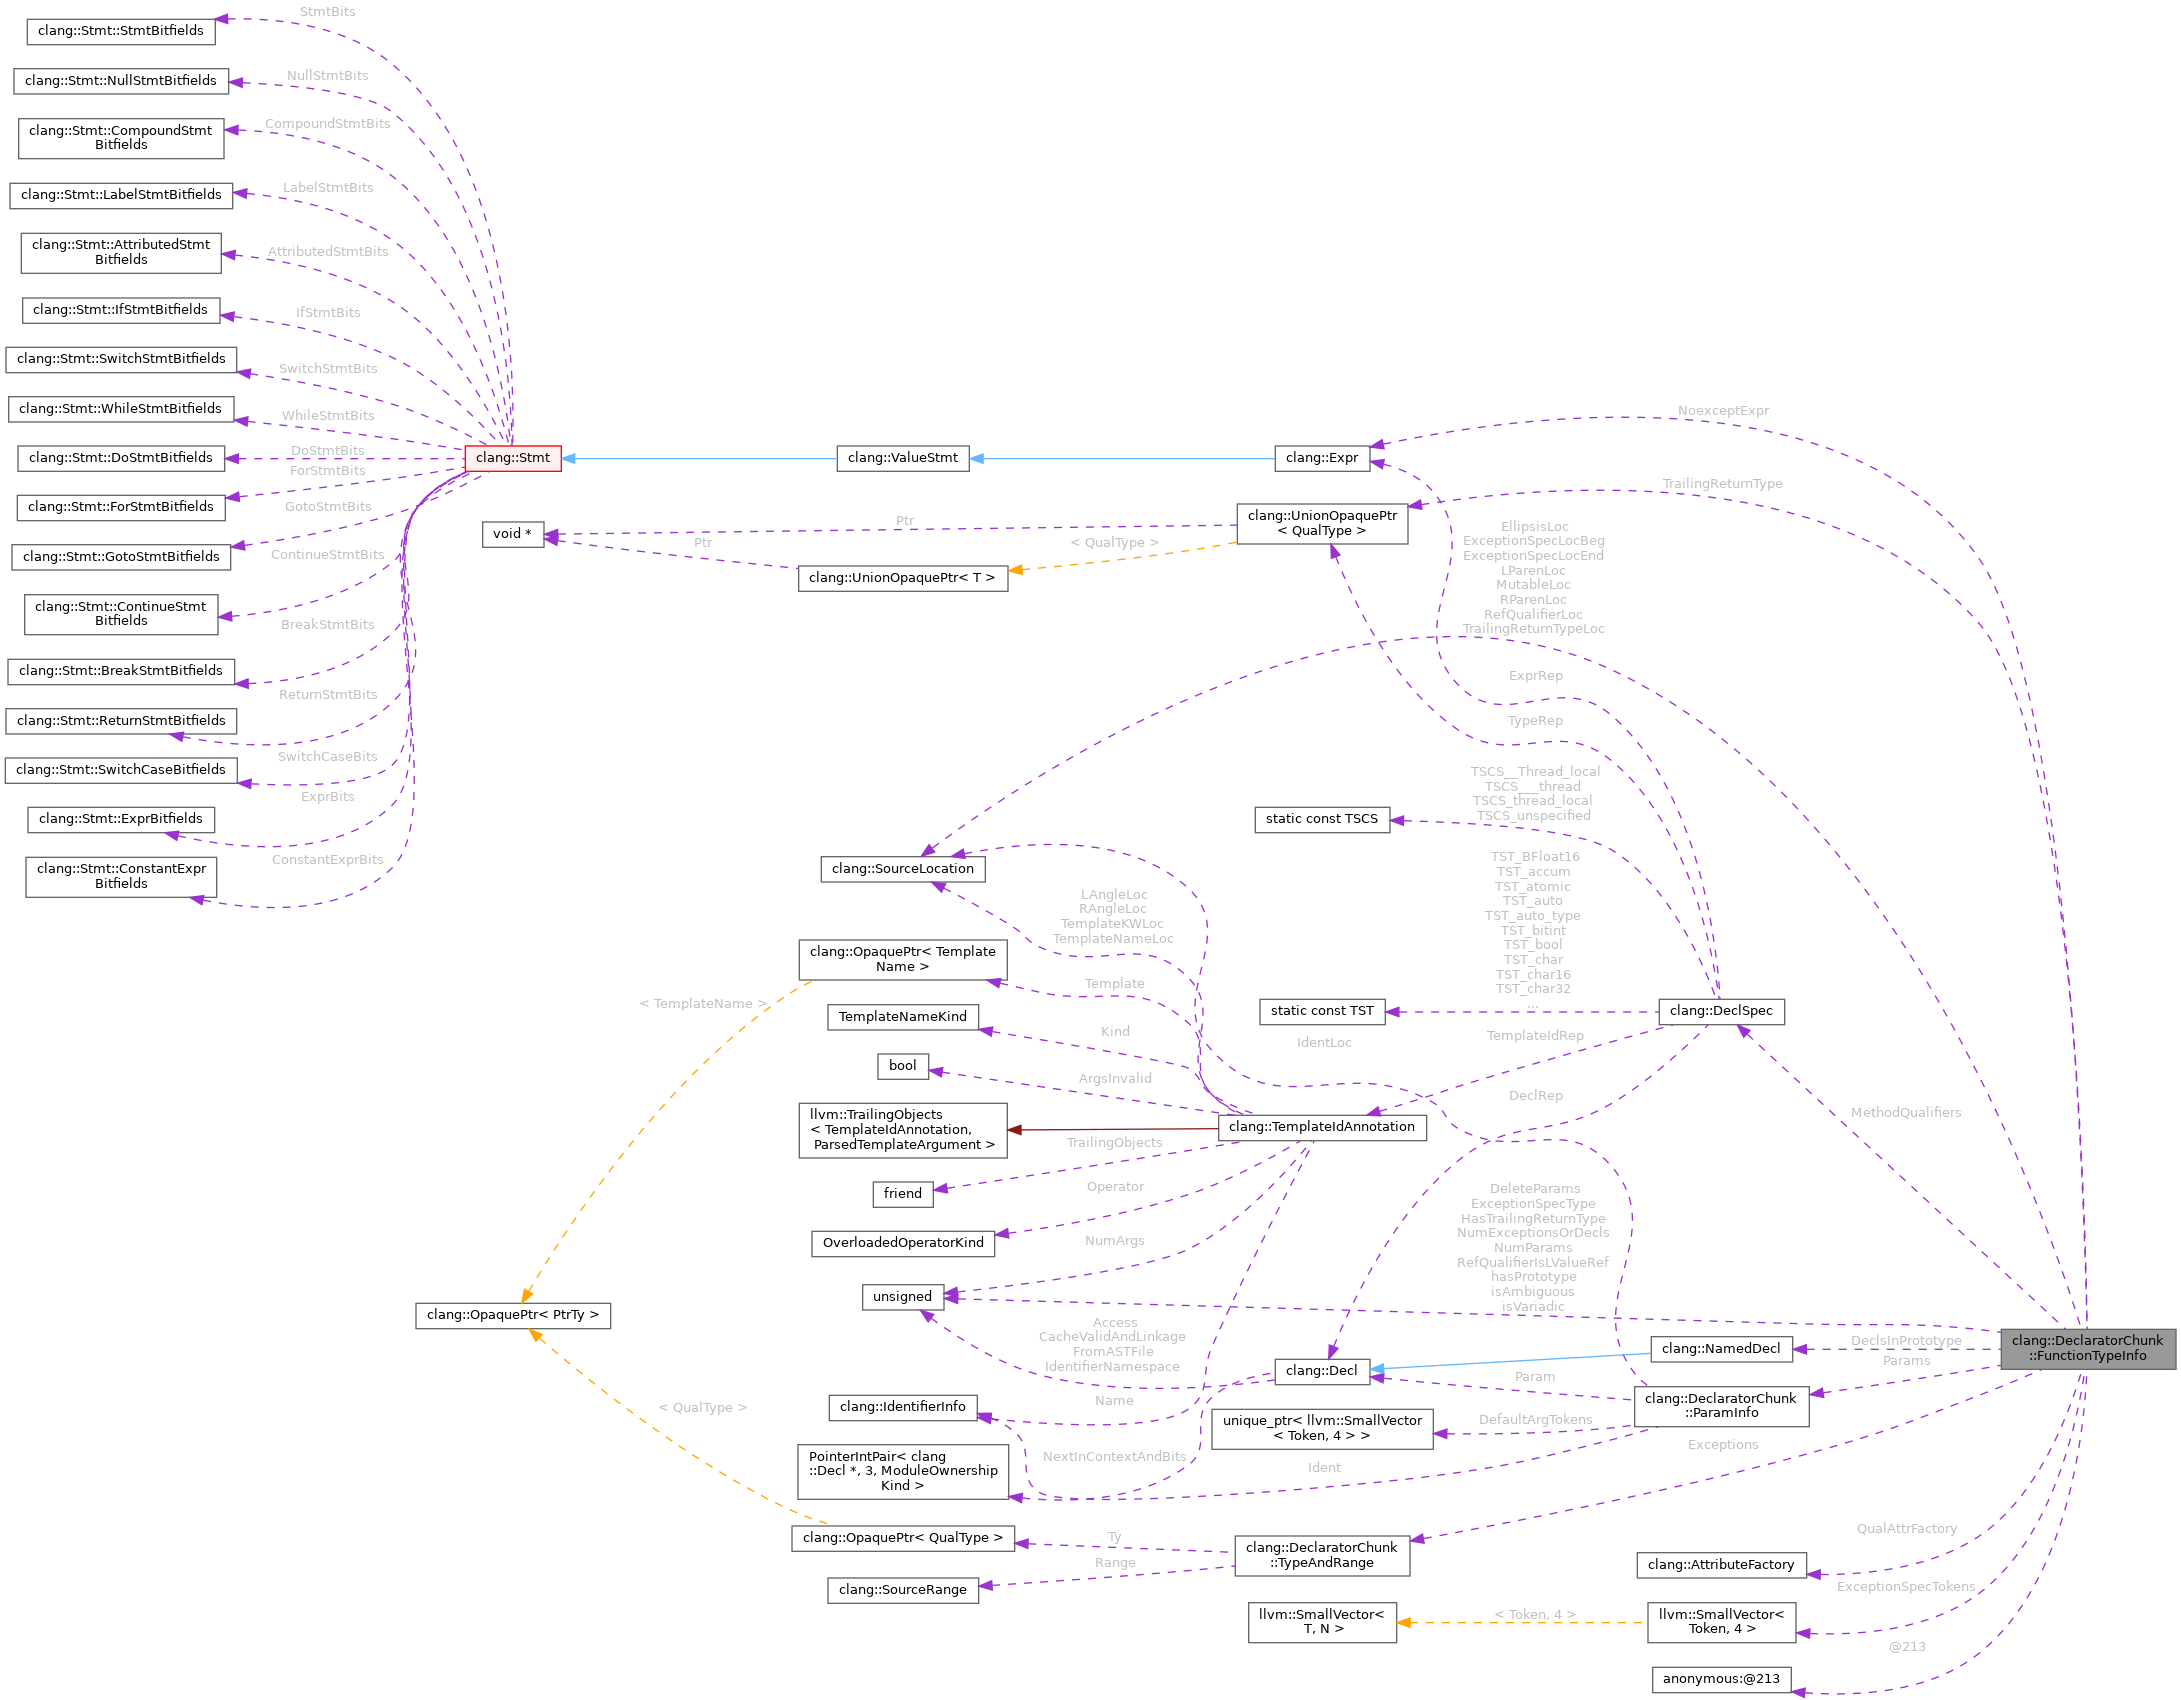 StmtBits
clang::Stmt::StmtBitfields
NullStmtBits
clang::Stmt::NullStmtBitfields
CompoundStmtBits
clang::Stmt::CompoundStmt
Bitfields
LabelStmtBits
clang::Stmt::LabelStmtBitfields
AttributedStmtBits
clang::Stmt::AttributedStmt
Bitfields
IfStmtBits
clang::Stmt::IfStmtBitfields
SwitchStmtBits
clang::Stmt::SwitchStmtBitfields
WhileStmtBits
clang::Stmt::WhileStmtBitfields
DoStmtBits
clang::Stmt::DoStmtBitfields
ForStmtBits
clang::Stmt::ForStmtBitfields
GotoStmtBits
clang::Stmt::GotoStmtBitfields
ContinueStmtBits
clang::Stmt::ContinueStmt
Bitfields
BreakStmtBits
clang::Stmt::BreakStmtBitfields
ReturnStmtBits
clang::Stmt::ReturnStmtBitfields
SwitchCaseBits
clang::Stmt::SwitchCaseBitfields
ExprBits
clang::Stmt::ExprBitfields
ConstantExprBits
clang::Stmt::ConstantExpr
Bitfields
clang::Stmt
clang::ValueStmt
clang::Expr
NoexceptExpr
TrailingReturnType
void *
Ptr
Ptr
clang::UnionOpaquePtr
< QualType >
< QualType >
clang::UnionOpaquePtr< T >
EllipsisLoc
ExceptionSpecLocBeg
ExceptionSpecLocEnd
LParenLoc
MutableLoc
RParenLoc
RefQualifierLoc
TrailingReturnTypeLoc
ExprRep
TypeRep
TSCS__Thread_local
TSCS___thread
TSCS_thread_local
TSCS_unspecified
static const TSCS
clang::SourceLocation
LAngleLoc
RAngleLoc
TemplateKWLoc
TemplateNameLoc
TST_BFloat16
TST_accum
TST_atomic
TST_auto
TST_auto_type
TST_bitint
TST_bool
TST_char
TST_char16
TST_char32
...
static const TST
clang::DeclSpec
clang::OpaquePtr< Template
Name >
Template
< TemplateName >
TemplateNameKind
Kind
IdentLoc
TemplateIdRep
bool
ArgsInvalid
DeclRep
MethodQualifiers
llvm::TrailingObjects
< TemplateIdAnnotation,
ParsedTemplateArgument >
clang::TemplateIdAnnotation
TrailingObjects
friend
Operator
OverloadedOperatorKind
NumArgs
unsigned
DeleteParams
ExceptionSpecType
HasTrailingReturnType
NumExceptionsOrDecls
NumParams
RefQualifierIsLValueRef
hasPrototype
isAmbiguous
isVariadic
clang::OpaquePtr< PtrTy >
Access
CacheValidAndLinkage
FromASTFile
IdentifierNamespace
clang::Decl
clang::NamedDecl
DeclsInPrototype
Params
clang::DeclaratorChunk
::FunctionTypeInfo
clang::IdentifierInfo
Name
Param
clang::DeclaratorChunk
::ParamInfo
unique_ptr< llvm::SmallVector
< Token, 4 > >
DefaultArgTokens
< QualType >
PointerIntPair< clang
::Decl *, 3, ModuleOwnership
Kind >
NextInContextAndBits
Ident
Exceptions
clang::OpaquePtr< QualType >
Ty
Range
clang::SourceRange
clang::DeclaratorChunk
::TypeAndRange
QualAttrFactory
clang::AttributeFactory
ExceptionSpecTokens
llvm::SmallVector<
T, N >
< Token, 4 >
llvm::SmallVector<
Token, 4 >
@213
anonymous:@213